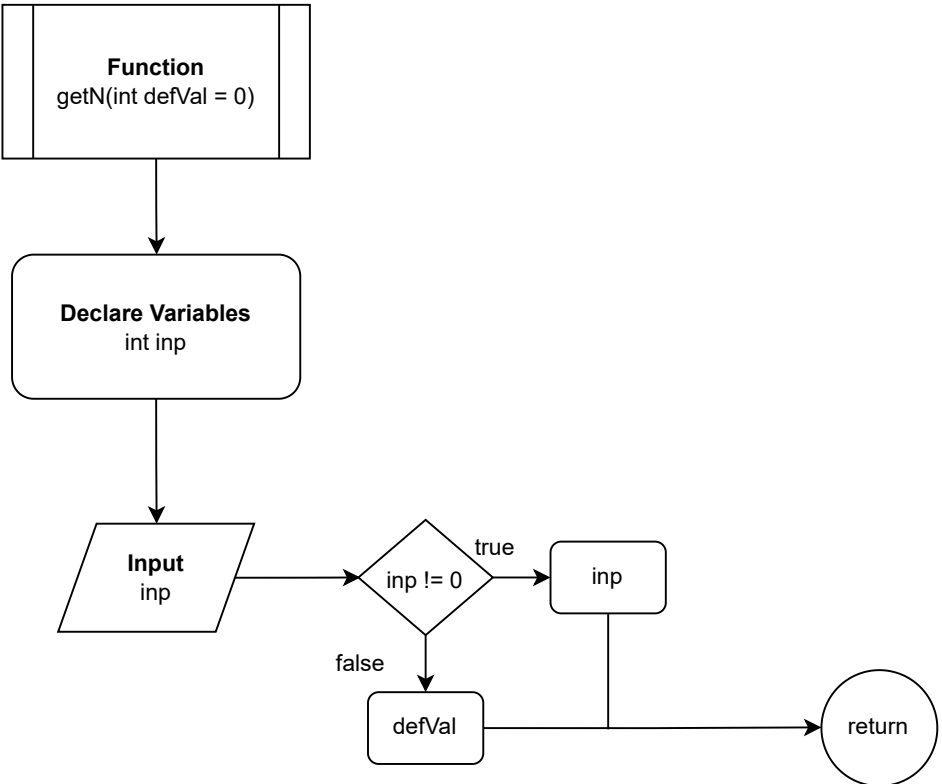 Function
getN(int defVal = 0)
Declare Variables
int inp
Input
inp
inp != 0
true
inp
false
defVal
return